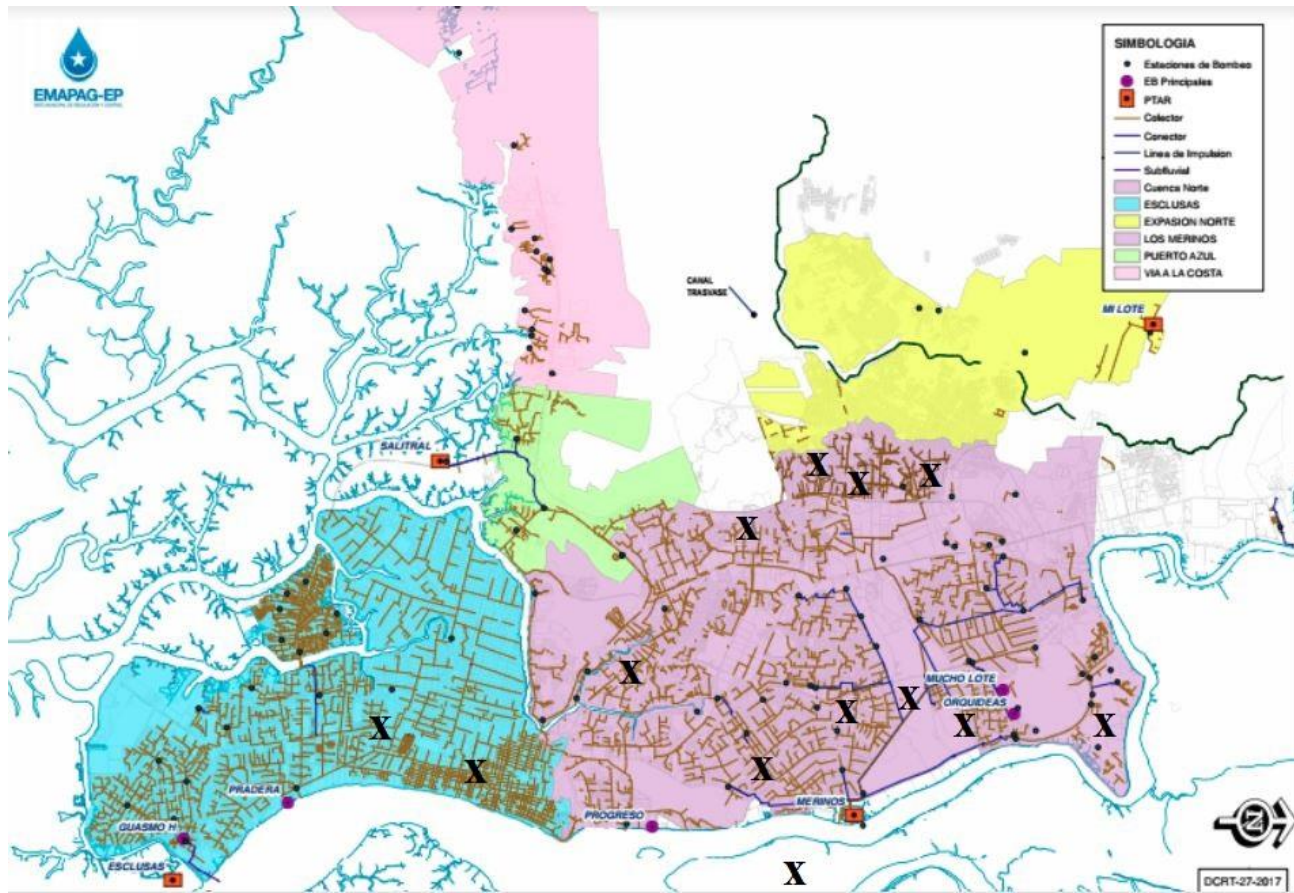 EMAPAG-EP
SIMBOLOGIA
Estaciones de Bombeo
EB Principales
PTAR
Colector
Conector
Linea de Impulsion
Subfluvial
Cuenca Norte
ESCLUSAS
EXPASION NORTE
LOS MERINOS
PUERTO AZUL
VIA A LA COSTA
CANAL
TRASVASE
MI LOTE
SALITRAL
X
X
X
X
X
MUCHO LOTE
ORQUIDEAS
X
X
X
X
X
X
X
PRADERA
PROGRESO
MERINOS
GUASMO H
ESCLUSAS
X
N
DCRT-27-2017